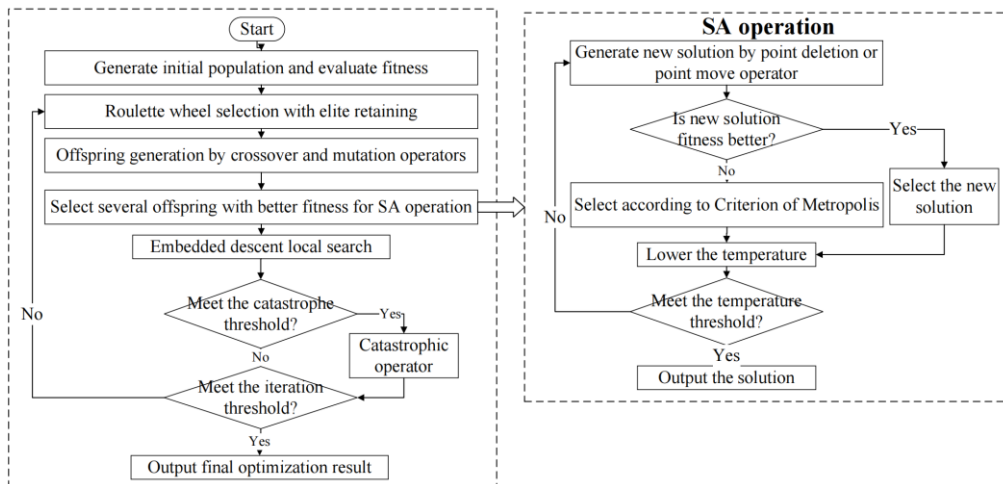 Start
Generate initial population and evaluate fitness
Roulette wheel selection with elite retaining
Offspring generation by crossover and mutation operators
Select several offspring with better fitness for SA operation
Embedded descent local search
Meet the catastrophe
threshold?
Yes
No
Catastrophic
operator
No
Meet the iteration
threshold?
Yes
Output final optimization result
SA operation
Generate new solution by point deletion or
point move operator
Is new solution
fitness better?
Yes
No
Select the new
solution
Select according to Criterion of Metropolis
No
Lower the temperature
Meet the temperature
threshold?
Yes
Output the solution